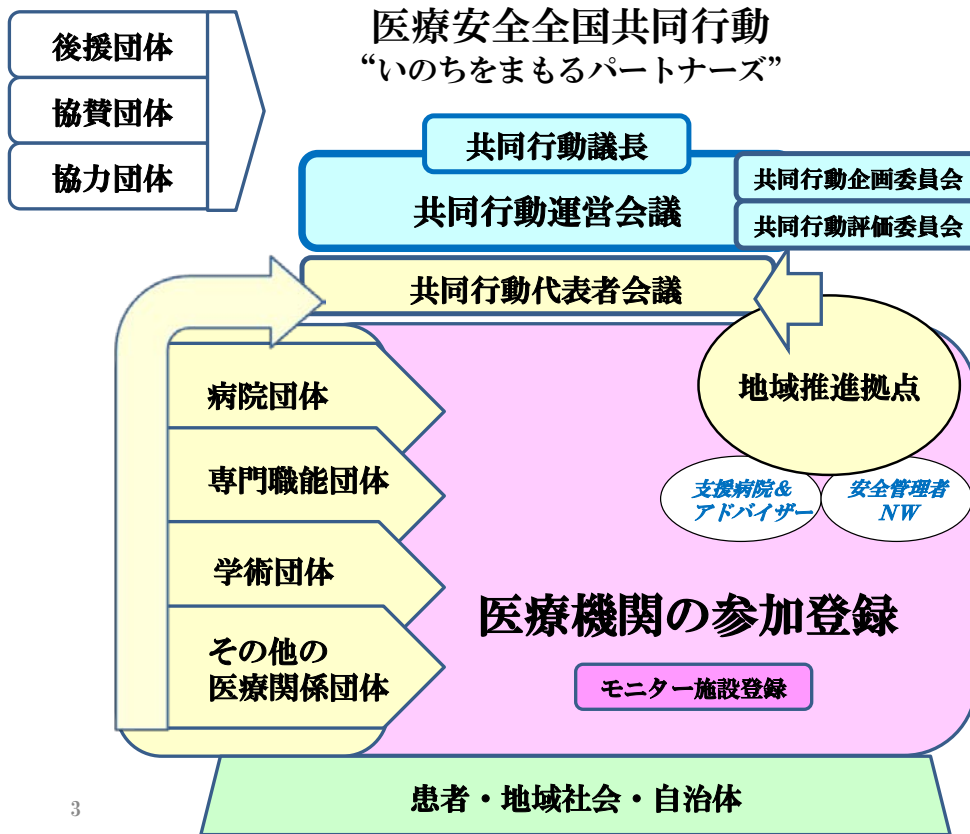 医療安全全国共同行動
“いのちをまもるパートナーズ”
後援団体
協賛団体
協力団体
共同行動議長
共同行動運営会議
共同行動企画委員会
共同行動評価委員会
共同行動代表者会議
地域推進拠点
病院団体
専門職能団体
学術団体
その他の
医療関係団体
支援病院&
アドバイザー
安全管理者
NW
医療機関の参加登録
モニター施設登録
患者・地域社会・自治体
3